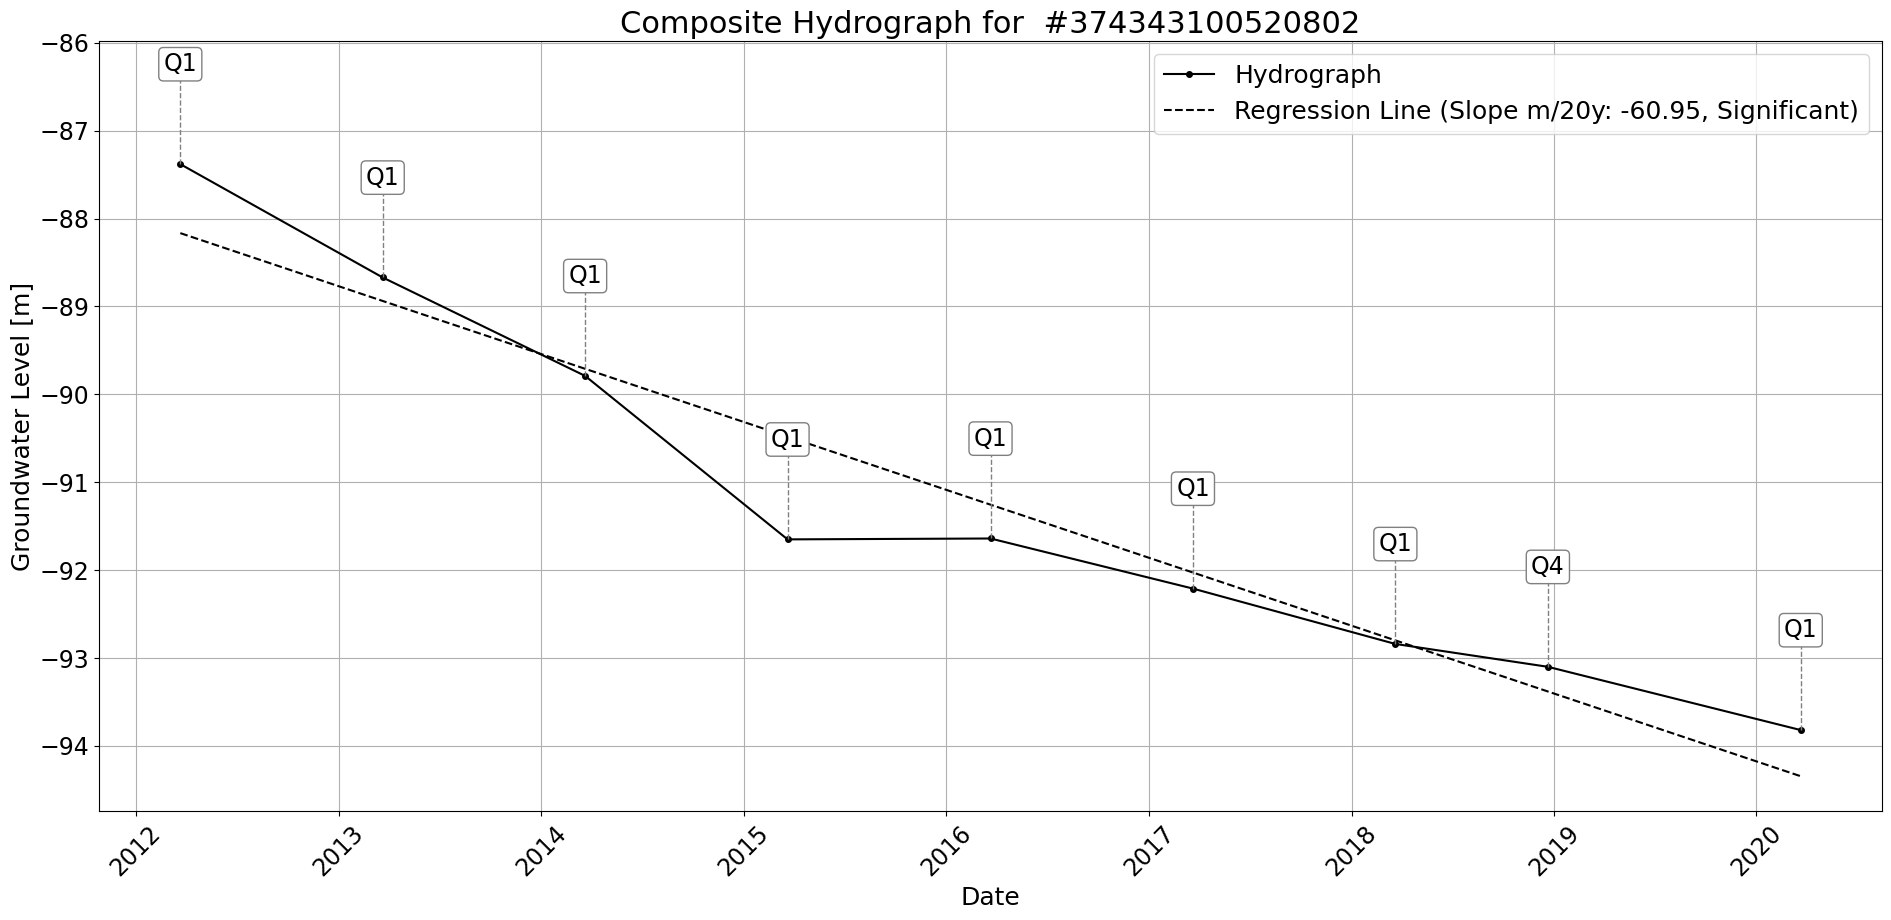 Composite Hydrograph for  #374343100520802
Hydrograph
Regression Line (Slope m/20y: -60.95, Significant)
Q1
Q1
Q1
Q1
Q1
Q1
Q1
Q4
Q1
Groundwater Level [m]
−86
−87
−88
−89
−90
−91
−92
−93
−94
2012
2013
2014
2015
2016
2017
2018
2019
2020
Date